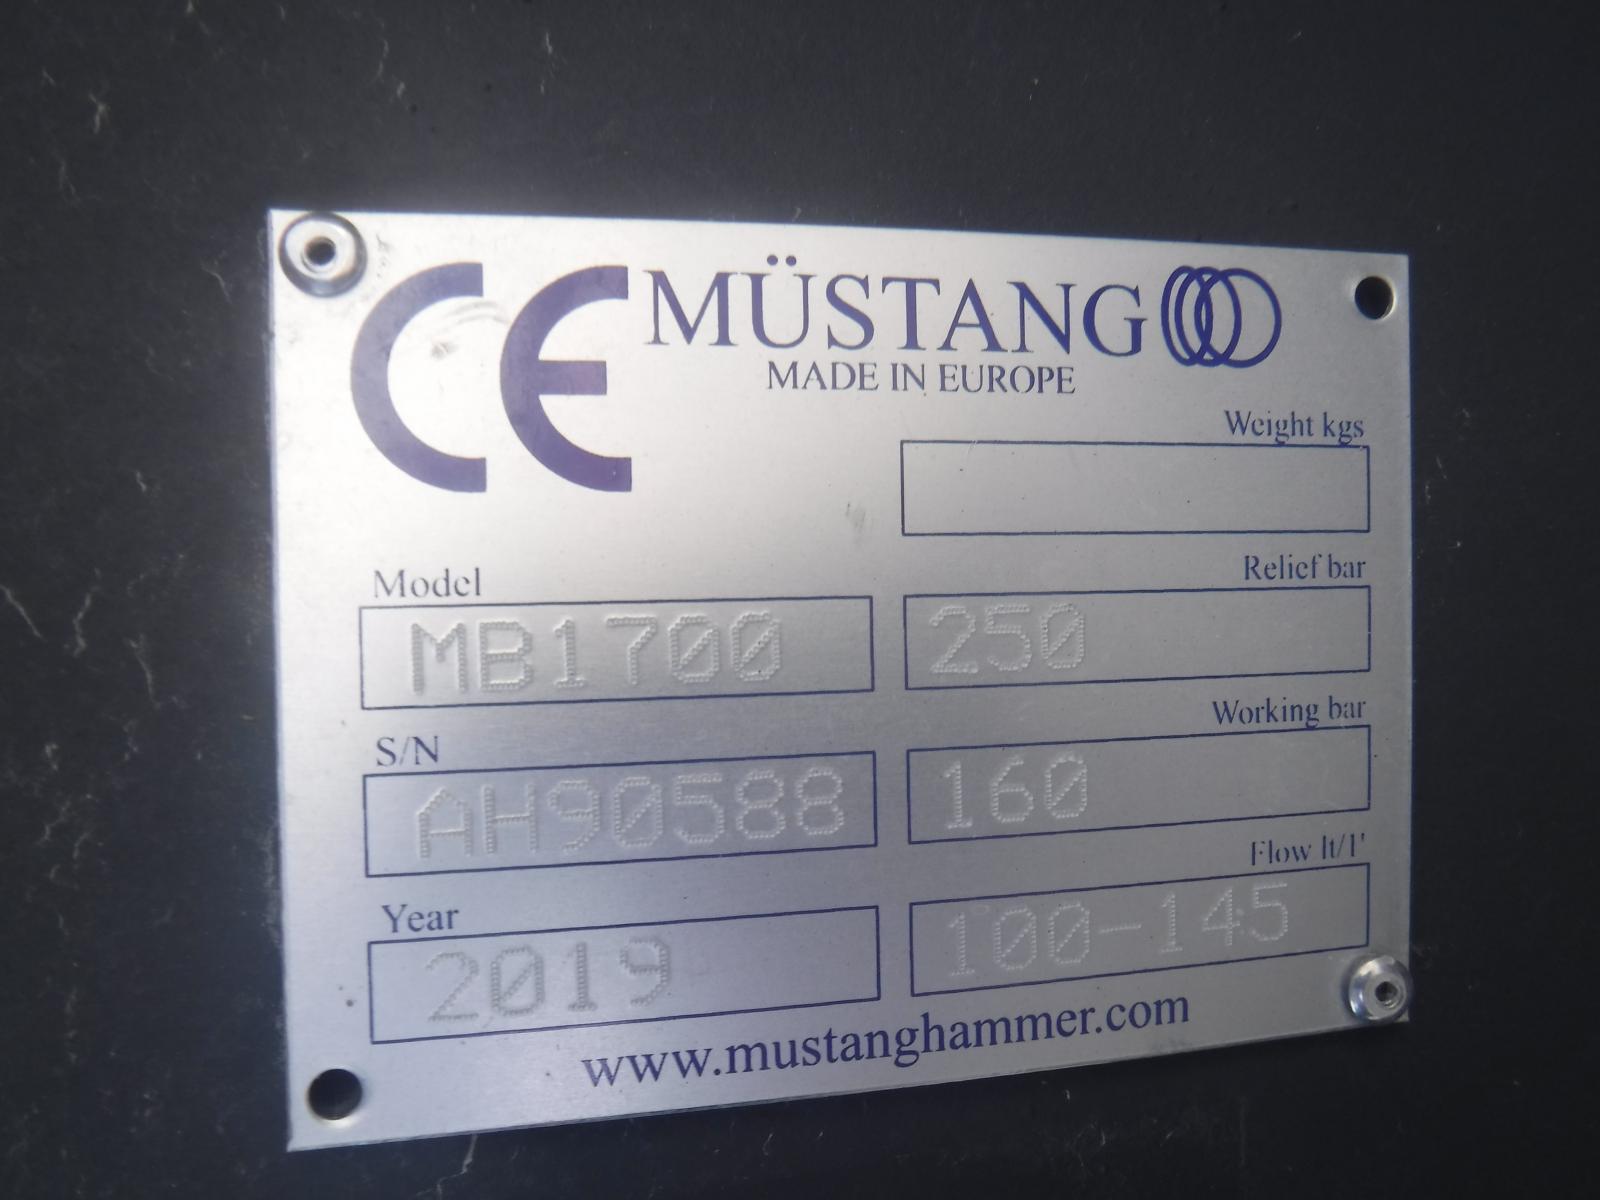 CE MÜSTANG
MADE IN EUROPE
Weight kgs
Model
MB1700
Relief bar
250
S/N
AH90588
Working bar
160
Year
2019
Flow lt/1'
100-145
www.mustanghammer.com